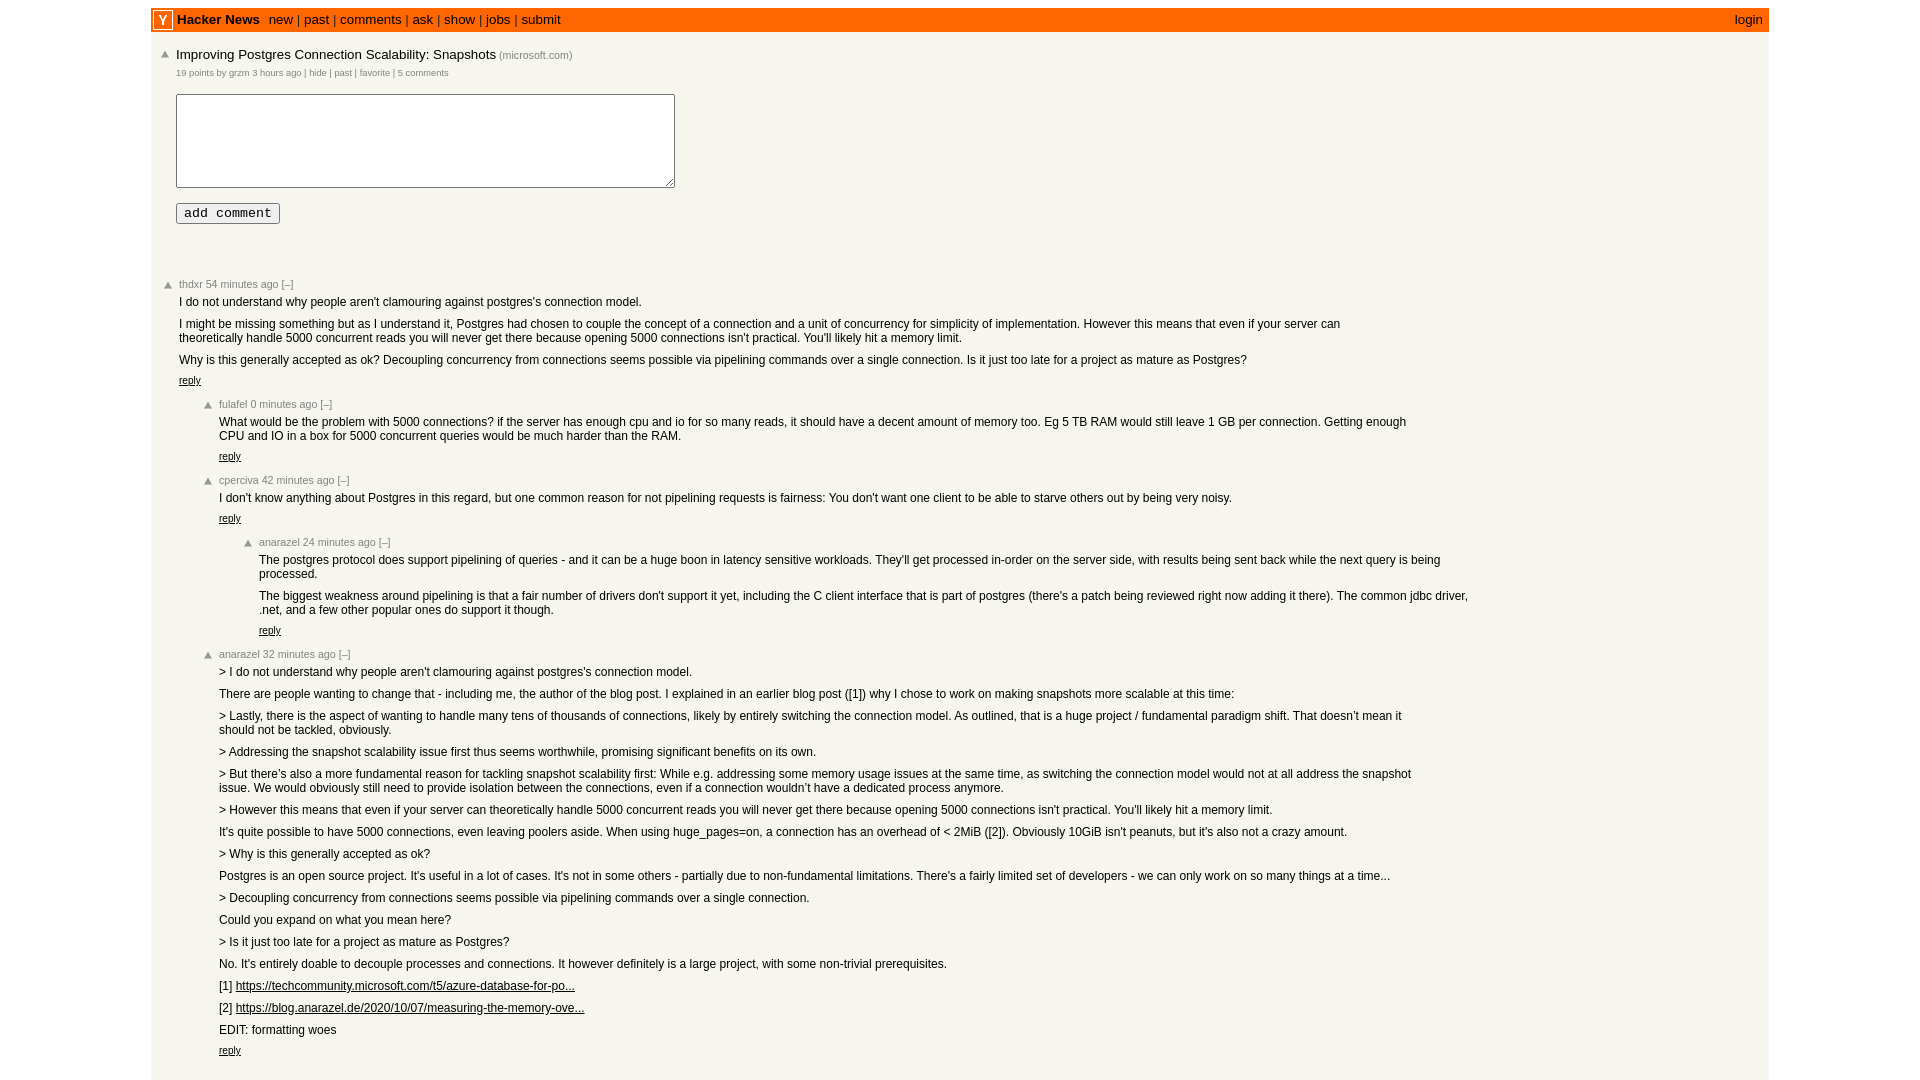 Y Hacker News new | past | comments | ask | show | jobs | submit login
Improving Postgres Connection Scalability: Snapshots (microsoft.com)
19 points by grzm 3 hours ago | hide | past | favorite | 5 comments
add comment
thdxr 54 minutes ago [–]
I do not understand why people aren't clamouring against postgres's connection model.
I might be missing something but as I understand it, Postgres had chosen to couple the concept of a connection and a unit of concurrency for simplicity of implementation. However this means that even if your server can
theoretically handle 5000 concurrent reads you will never get there because opening 5000 connections isn't practical. You'll likely hit a memory limit.
Why is this generally accepted as ok? Decoupling concurrency from connections seems possible via pipelining commands over a single connection. Is it just too late for a project as mature as Postgres?
reply
fulafel 0 minutes ago [–]
What would be the problem with 5000 connections? if the server has enough cpu and io for so many reads, it should have a decent amount of memory too. Eg 5 TB RAM would still leave 1 GB per connection. Getting enough
CPU and IO in a box for 5000 concurrent queries would be much harder than the RAM.
reply
cperciva 42 minutes ago [–]
I don't know anything about Postgres in this regard, but one common reason for not pipelining requests is fairness: You don't want one client to be able to starve others out by being very noisy.
reply
anarazel 24 minutes ago [–]
The postgres protocol does support pipelining of queries - and it can be a huge boon in latency sensitive workloads. They'll get processed in-order on the server side, with results being sent back while the next query is being
processed.
The biggest weakness around pipelining is that a fair number of drivers don't support it yet, including the C client interface that is part of postgres (there's a patch being reviewed right now adding it there). The common jdbc driver,
.net, and a few other popular ones do support it though.
reply
anarazel 32 minutes ago [–]
> I do not understand why people aren't clamouring against postgres's connection model.
There are people wanting to change that - including me, the author of the blog post. I explained in an earlier blog post ([1]) why I chose to work on making snapshots more scalable at this time:
> Lastly, there is the aspect of wanting to handle many tens of thousands of connections, likely by entirely switching the connection model. As outlined, that is a huge project / fundamental paradigm shift. That doesn’t mean it
should not be tackled, obviously.
> Addressing the snapshot scalability issue first thus seems worthwhile, promising significant benefits on its own.
> But there’s also a more fundamental reason for tackling snapshot scalability first: While e.g. addressing some memory usage issues at the same time, as switching the connection model would not at all address the snapshot
issue. We would obviously still need to provide isolation between the connections, even if a connection wouldn’t have a dedicated process anymore.
> However this means that even if your server can theoretically handle 5000 concurrent reads you will never get there because opening 5000 connections isn't practical. You'll likely hit a memory limit.
It's quite possible to have 5000 connections, even leaving poolers aside. When using huge_pages=on, a connection has an overhead of < 2MiB ([2]). Obviously 10GiB isn't peanuts, but it's also not a crazy amount.
> Why is this generally accepted as ok?
Postgres is an open source project. It's useful in a lot of cases. It's not in some others - partially due to non-fundamental limitations. There's a fairly limited set of developers - we can only work on so many things at a time...
> Decoupling concurrency from connections seems possible via pipelining commands over a single connection.
Could you expand on what you mean here?
> Is it just too late for a project as mature as Postgres?
No. It's entirely doable to decouple processes and connections. It however definitely is a large project, with some non-trivial prerequisites.
[1] https://techcommunity.microsoft.com/t5/azure-database-for-po...
[2] https://blog.anarazel.de/2020/10/07/measuring-the-memory-ove...
EDIT: formatting woes
reply